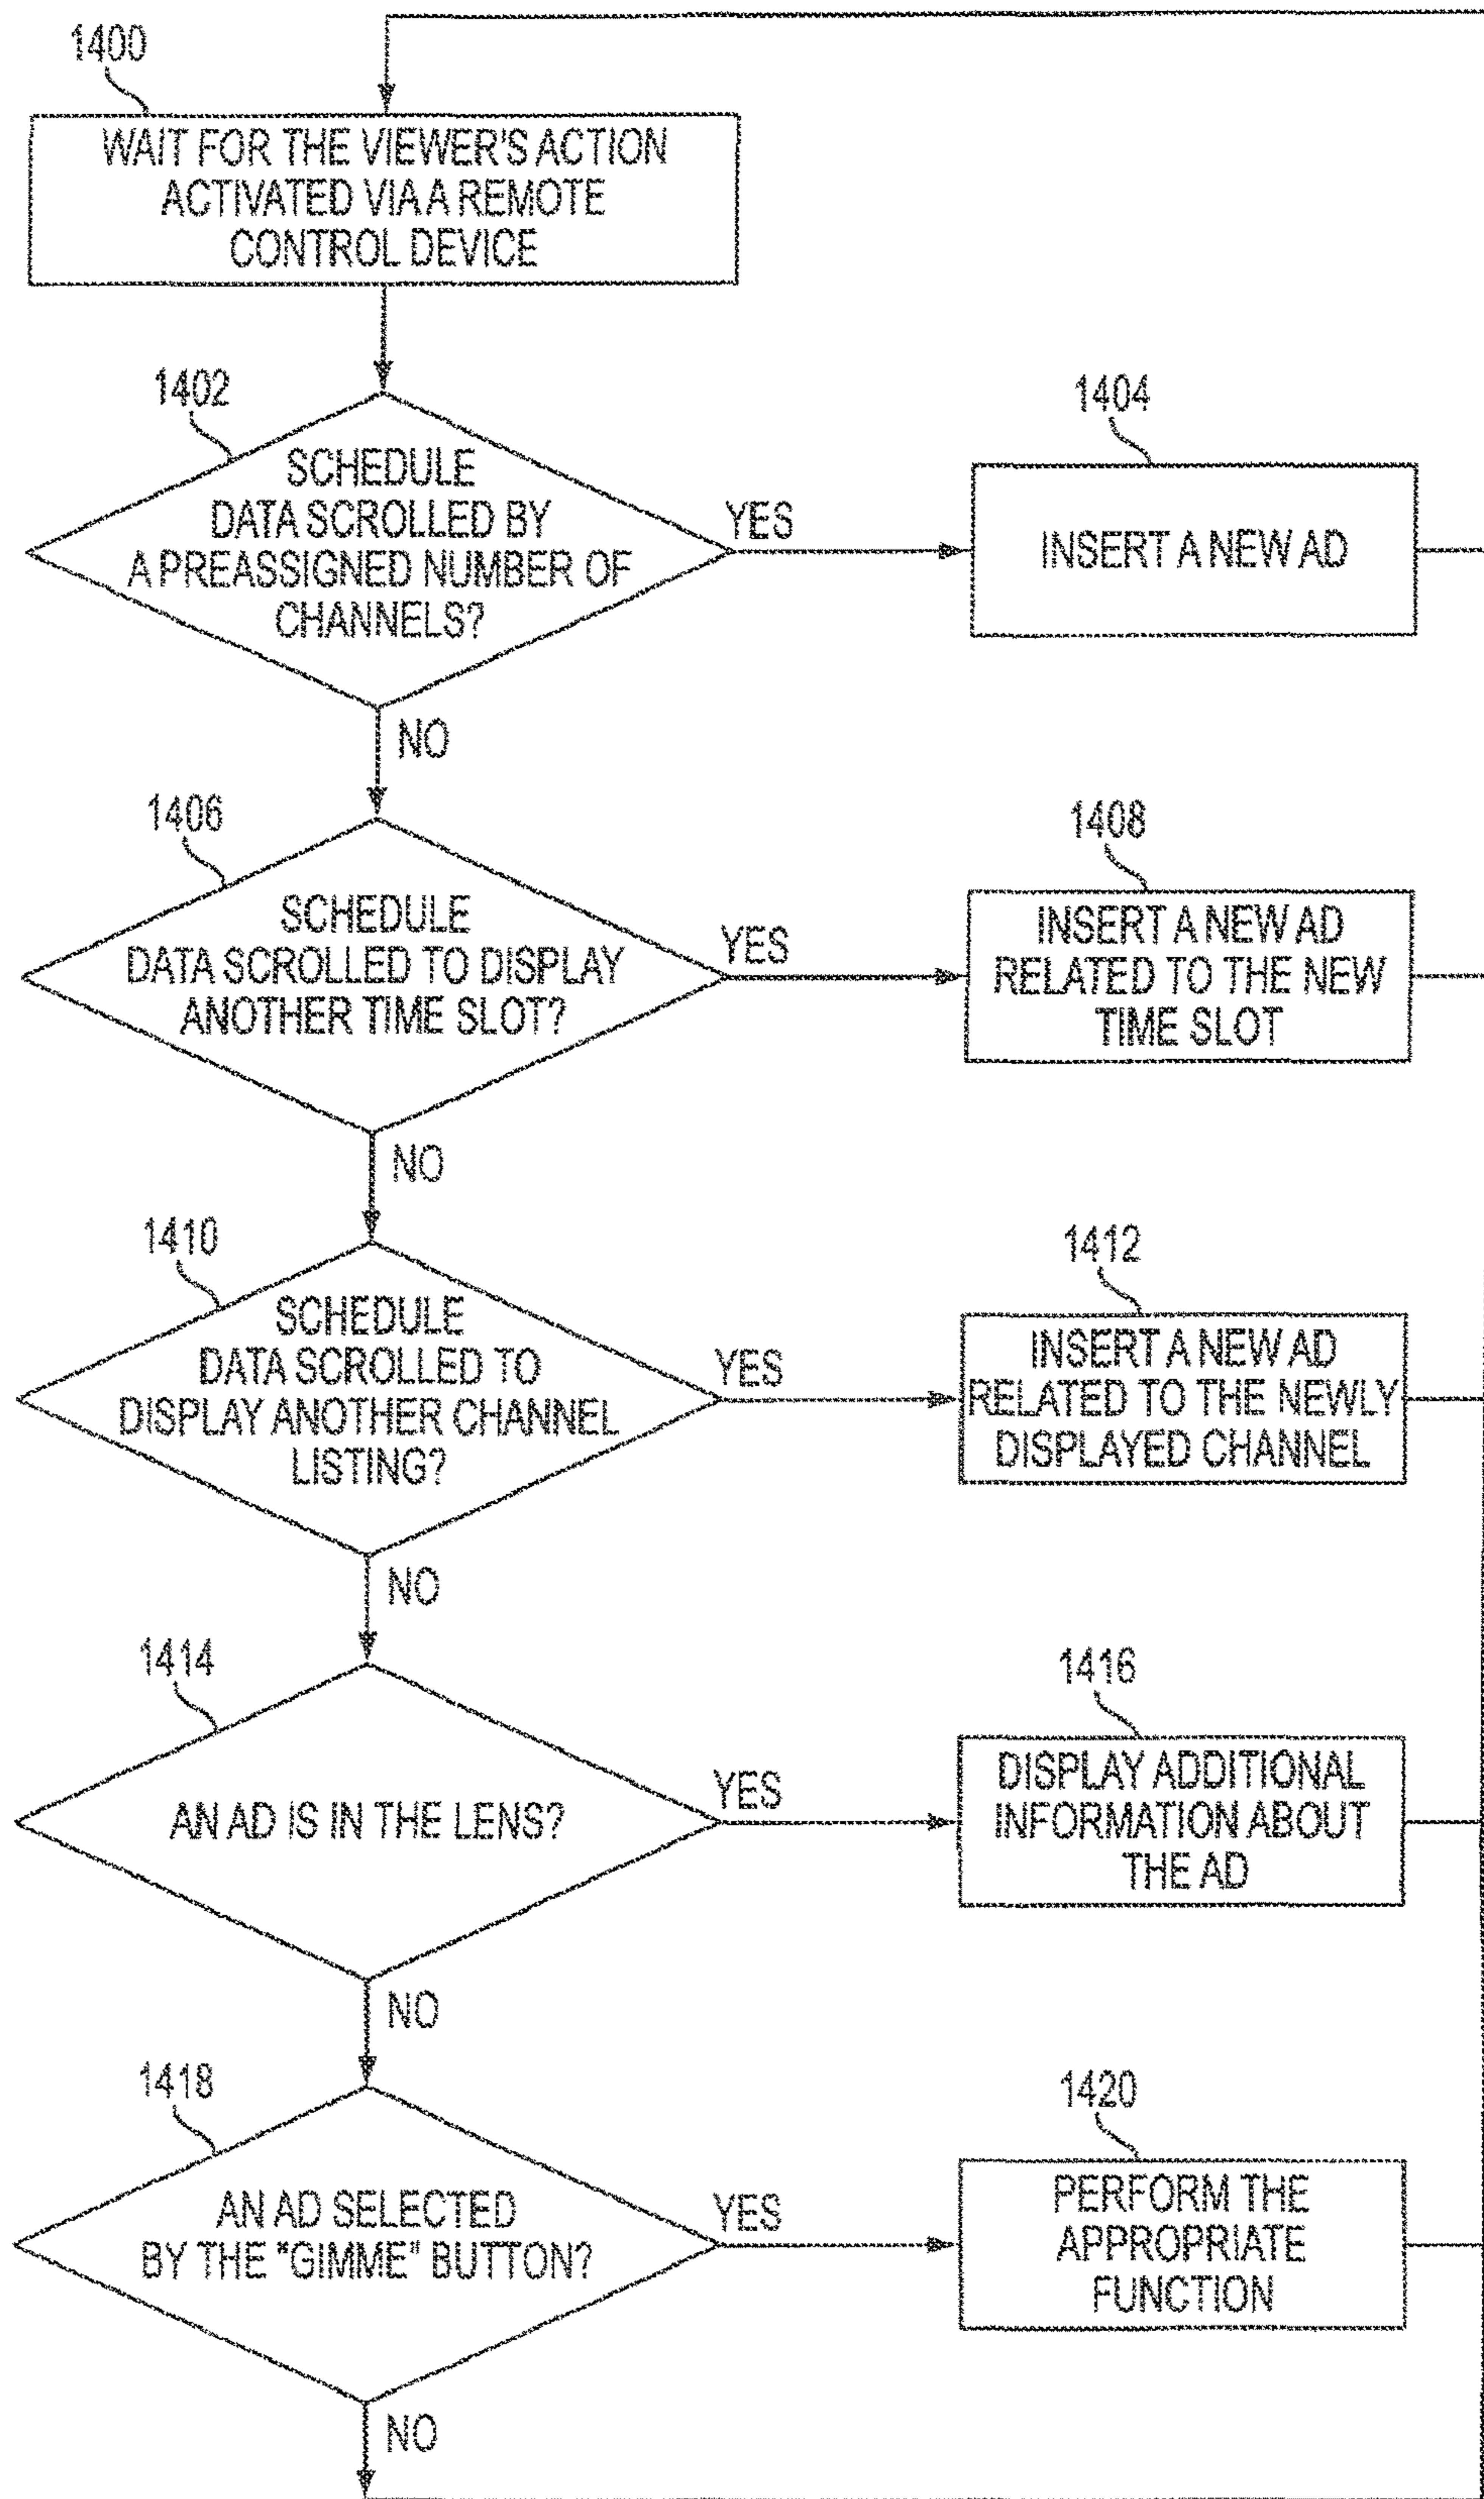 1400
WAIT FOR THE VIEWER'S ACTION
ACTIVATED VIA A REMOTE
CONTROL DEVICE
1402
SCHEDULE
DATA SCROLLED BY
A PREASSIGNED NUMBER OF
CHANNELS?
YES
1404
INSERT A NEW AD
NO
1406
SCHEDULE
DATA SCROLLED TO DISPLAY
ANOTHER TIME SLOT?
YES
1408
INSERT A NEW AD
RELATED TO THE NEW
TIME SLOT
NO
1410
SCHEDULE
DATA SCROLLED TO
DISPLAY ANOTHER CHANNEL
LISTING?
YES
1412
INSERT A NEW AD
RELATED TO THE NEWLY
DISPLAYED CHANNEL
NO
1414
AN AD IS IN THE LENS?
YES
1416
DISPLAY ADDITIONAL
INFORMATION ABOUT
THE AD
NO
1418
AN AD SELECTED
BY THE "GIMME" BUTTON?
YES
1420
PERFORM THE
APPROPRIATE
FUNCTION
NO